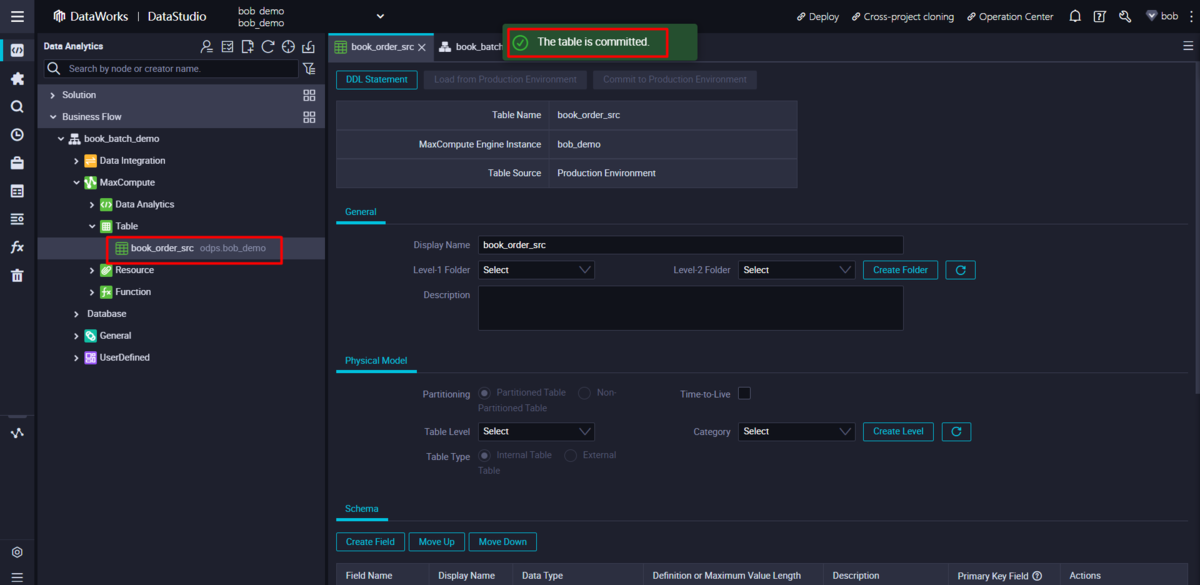 DataWorks | DataStudio
bob_demo
bob_demo
Deploy
Cross-project cloning
Operation Center
bob
Data Analytics
book_order_src
book_batch
The table is committed.
Search by node or creator name.
DDL Statement
Load from Production Environment
Commit to Production Environment
Solution
Business Flow
book_batch_demo
Data Integration
MaxCompute
Data Analytics
Table
book_order_src odps.bob_demo
Resource
Function
Database
General
UserDefined
Table Name book_order_src
MaxCompute Engine Instance bob_demo
Table Source Production Environment
General
Display Name book_order_src
Level-1 Folder Select Level-2 Folder Select Create Folder
Description
Physical Model
Partitioning Partitioned Table Non-
Partitioned Table
Time-to-Live
Table Level Select Category Select Create Level
Table Type Internal Table External
Table
Schema
Create Field Move Up Move Down
Field Name Display Name Data Type Definition or Maximum Value Length Description Primary Key Field Actions